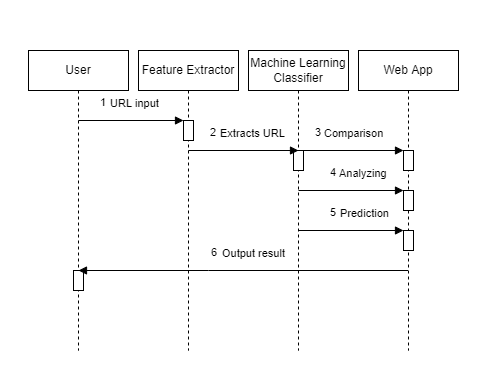 User
Feature Extractor
Machine Learning
Classifier
Web App
1 URL input
2 Extracts URL
3 Comparison
4 Analyzing
5 Prediction
6 Output result